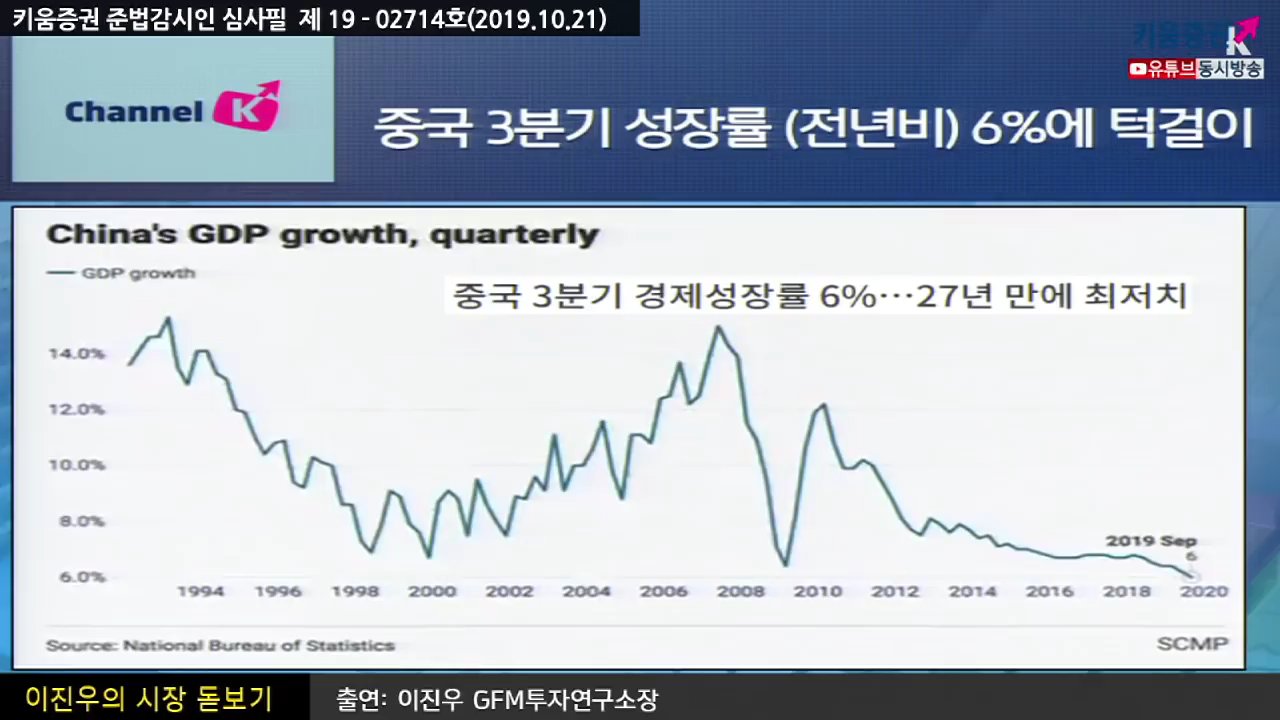 키움증권 준법감시인 심사필 제 19 - 02714호(2019.10.21)
키움증권
유튜브 동시방송
Channel K
중국 3분기 성장률 (전년비) 6%에 턱걸이
China's GDP growth, quarterly
GDP growth
중국 3분기 경제성장률 6%…27년 만에 최저치
14.0%
12.0%
10.0%
8.0%
6.0%
2019 Sep
6
1994 1996 1998 2000 2002 2004 2006 2008 2010 2012 2014 2016 2018 2020
Source: National Bureau of Statistics
SCMP
이진우의 시장 돋보기
출연: 이진우 GFM투자연구소장